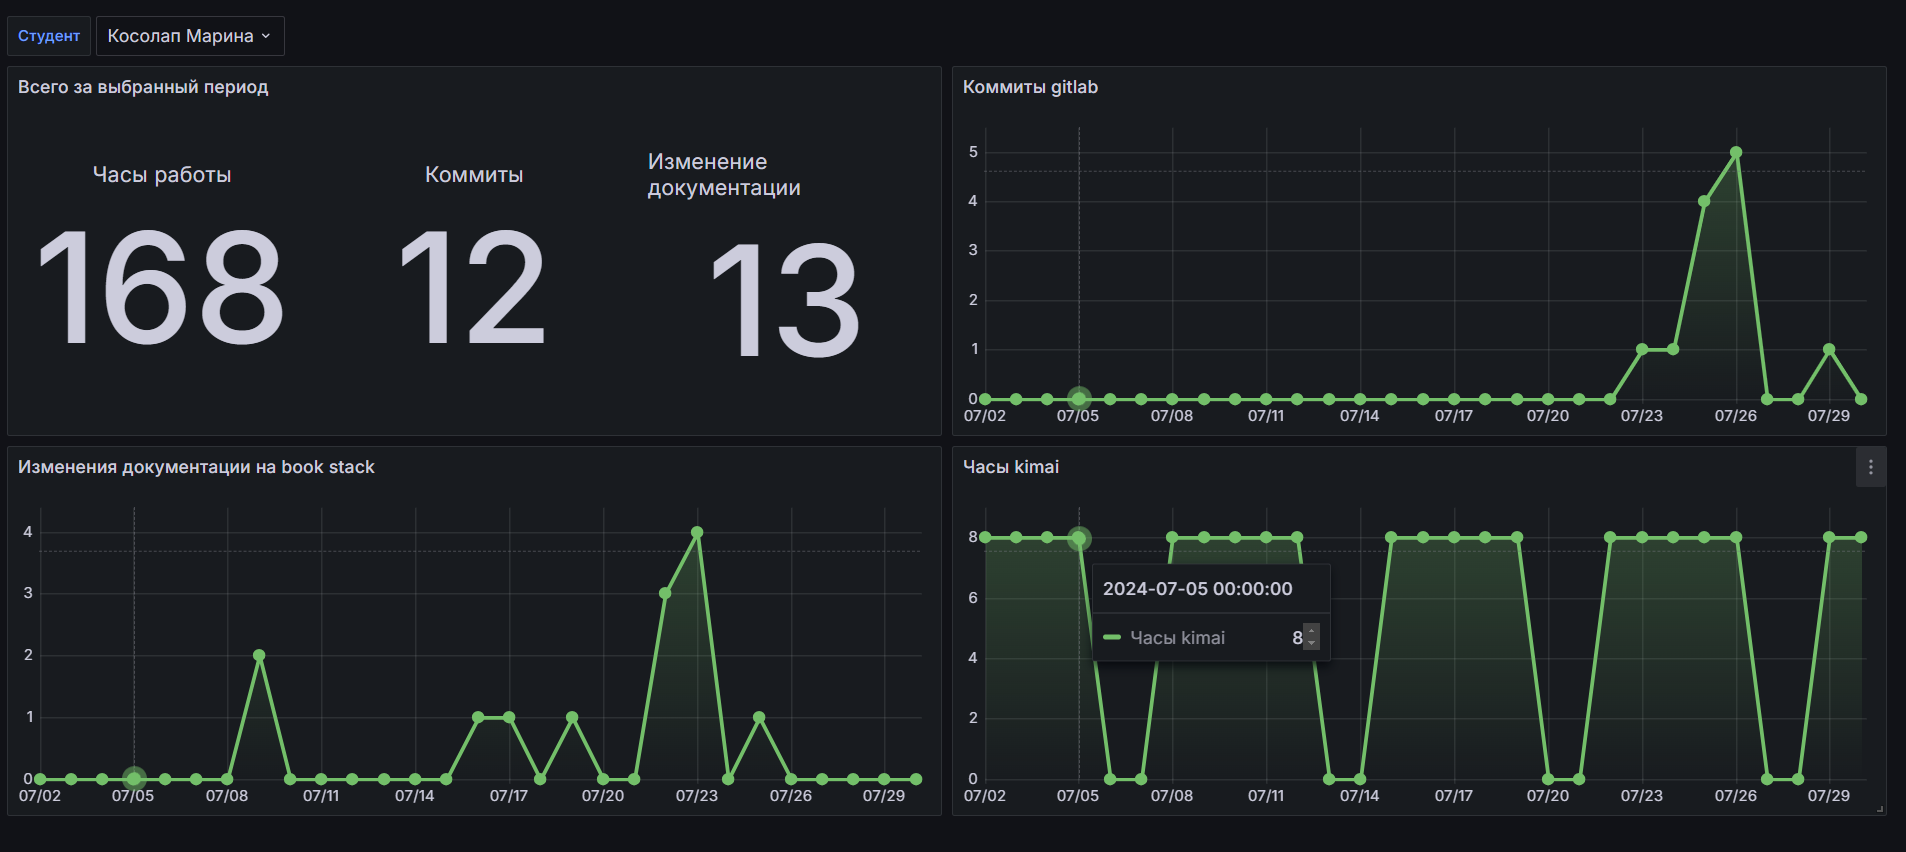 Студент Косолап Марина
Всего за выбранный период
Часы работы
168
Коммиты
12
Изменение
документации
13
Коммиты gitlab
5
4
3
2
1
0
07/02 07/05 07/08 07/11 07/14 07/17 07/20 07/23 07/26 07/29
Изменения документации на book stack
4
3
2
1
0
07/02 07/05 07/08 07/11 07/14 07/17 07/20 07/23 07/26 07/29
Часы kimai
8
6
4
2
0
2024-07-05 00:00:00
Часы kimai 8
07/02 07/05 07/08 07/11 07/14 07/17 07/20 07/23 07/26 07/29